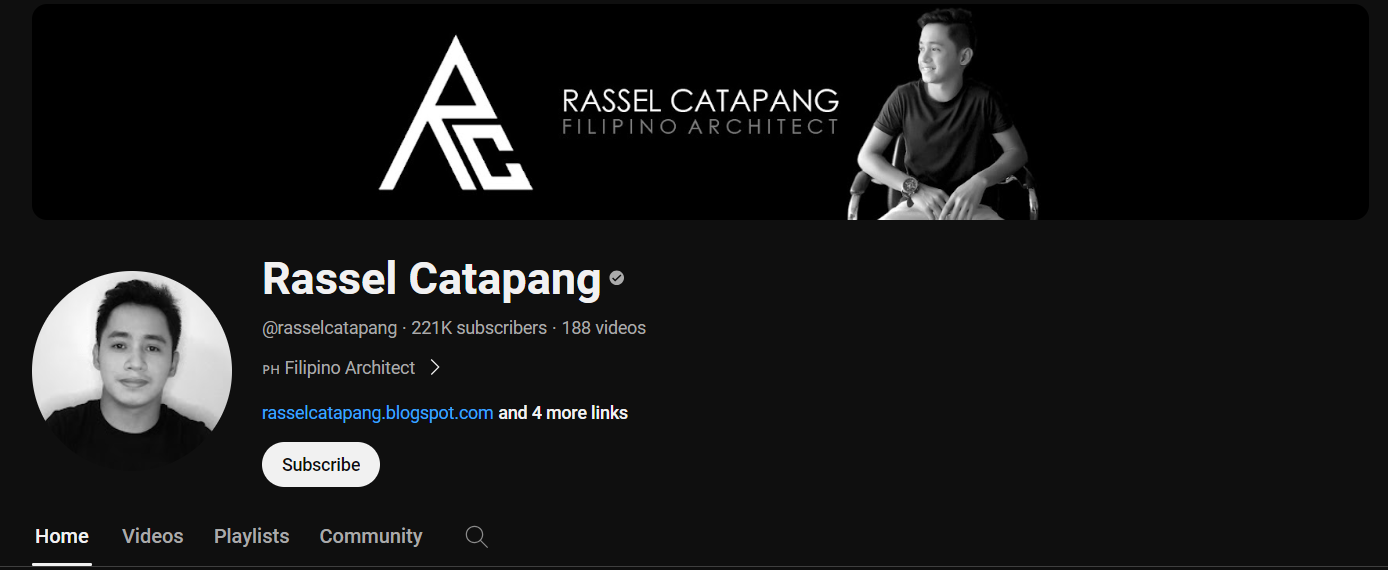 RC
RASSEL CATAPANG
FILIPINO ARCHITECT
Rassel Catapang
@rasselcatapang · 221K subscribers · 188 videos
PH Filipino Architect
rasselcatapang.blogspot.com and 4 more links
Subscribe
Home Videos Playlists Community